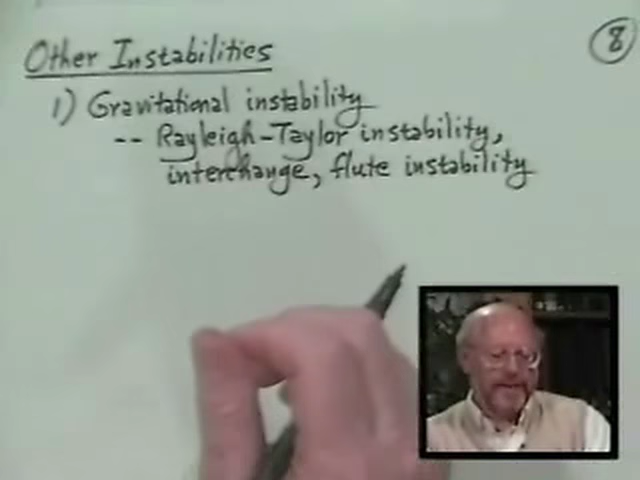 Other Instabilities
8
1) Gravitational instability
-- Rayleigh-Taylor instability,
interchange, flute instability